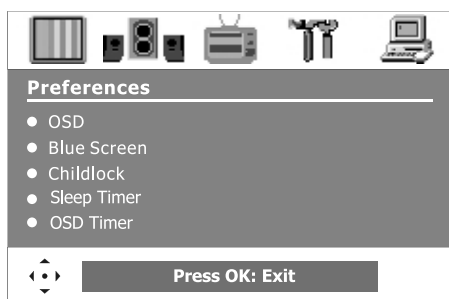 Preferences
OSD
Blue Screen
Childlock
Sleep Timer
OSD Timer
Press OK: Exit